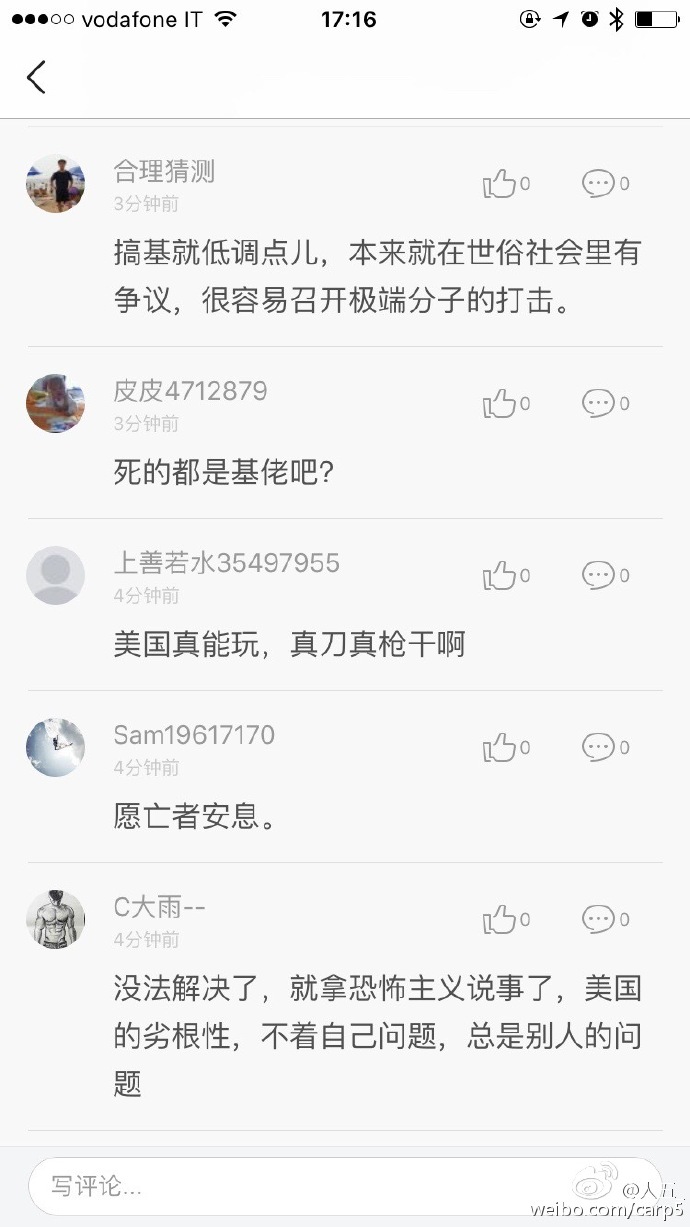 vodafone IT 17:16
合理猜测 0 0
3分钟前
搞基就低调点儿，本来就在世俗社会里有
争议，很容易召开极端分子的打击。
皮皮4712879 0 0
3分钟前
死的都是基佬吧？
上善若水35497955 0 0
4分钟前
美国真能玩，真刀真枪干啊
Sam19617170 0 0
4分钟前
愿亡者安息。
C大雨-- 0 0
4分钟前
没法解决了，就拿恐怖主义说事了，美国
的劣根性，不着自己问题，总是别人的问
题
写评论...
weibo.com/carp5